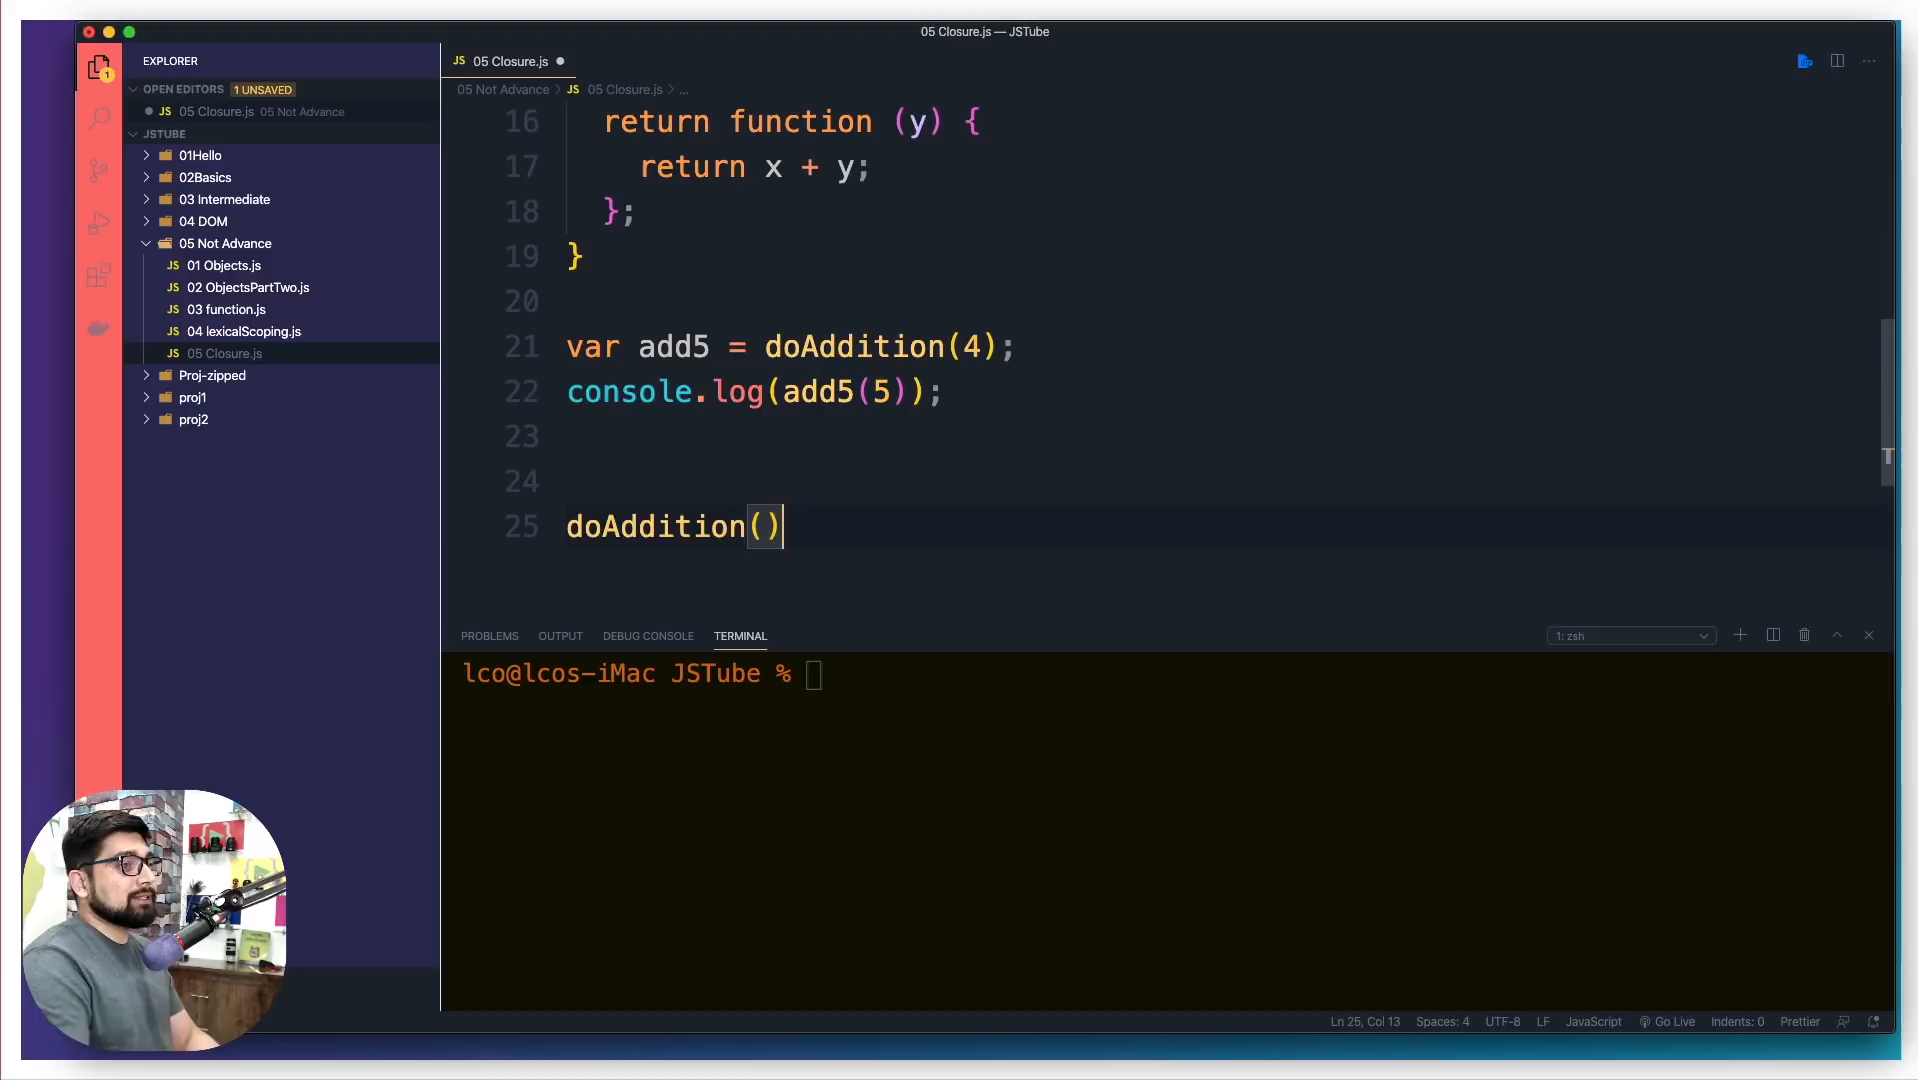 05 Closure.js — JSTube
EXPLORER
OPEN EDITORS 1 UNSAVED
JS 05 Closure.js 05 Not Advance
JSTUBE
01Hello
02Basics
03 Intermediate
04 DOM
05 Not Advance
JS 01 Objects.js
JS 02 ObjectsPartTwo.js
JS 03 function.js
JS 04 lexicalScoping.js
JS 05 Closure.js
Proj-zipped
proj1
proj2
1
JS 05 Closure.js
05 Not Advance > JS 05 Closure.js > ...
16 return function (y) {
17 return x + y;
18 };
19 }
20
21 var add5 = doAddition(4);
22 console.log(add5(5));
23
24
25 doAddition()
PROBLEMS OUTPUT DEBUG CONSOLE TERMINAL 1: zsh
lco@lcos-iMac JSTube %
Ln 25, Col 13 Spaces: 4 UTF-8 LF JavaScript Go Live Indents: 0 Prettier